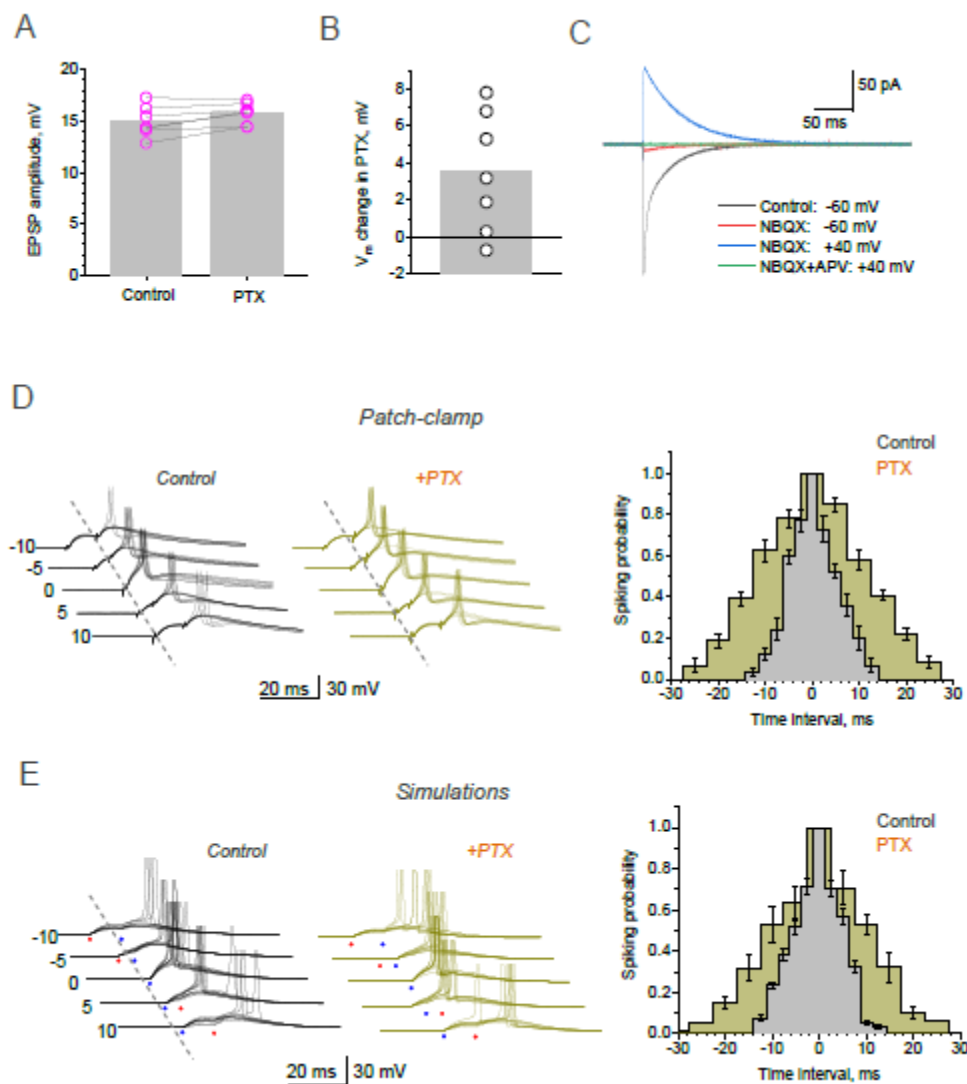 A
EPSP amplitude, mV
20
15
10
5
0
Control
PTX
B
Vm change in PTX, mV
8
6
4
2
0
-2
C
50 pA
50 ms
Control: -60 mV
NBQX: -60 mV
NBQX: +40 mV
NBQX+APV: +40 mV
D
Patch-clamp
Control
+PTX
-10
-5
0
5
10
20 ms
30 mV
Control
PTX
Spiking probability
1.0
0.8
0.6
0.4
0.2
0.0
-30 -20 -10 0 10 20 30
Time Interval, ms
E
Simulations
Control
+PTX
-10
-5
0
5
10
20 ms
30 mV
Control
PTX
Spiking probability
1.0
0.8
0.6
0.4
0.2
0.0
-30 -20 -10 0 10 20 30
Time Interval, ms